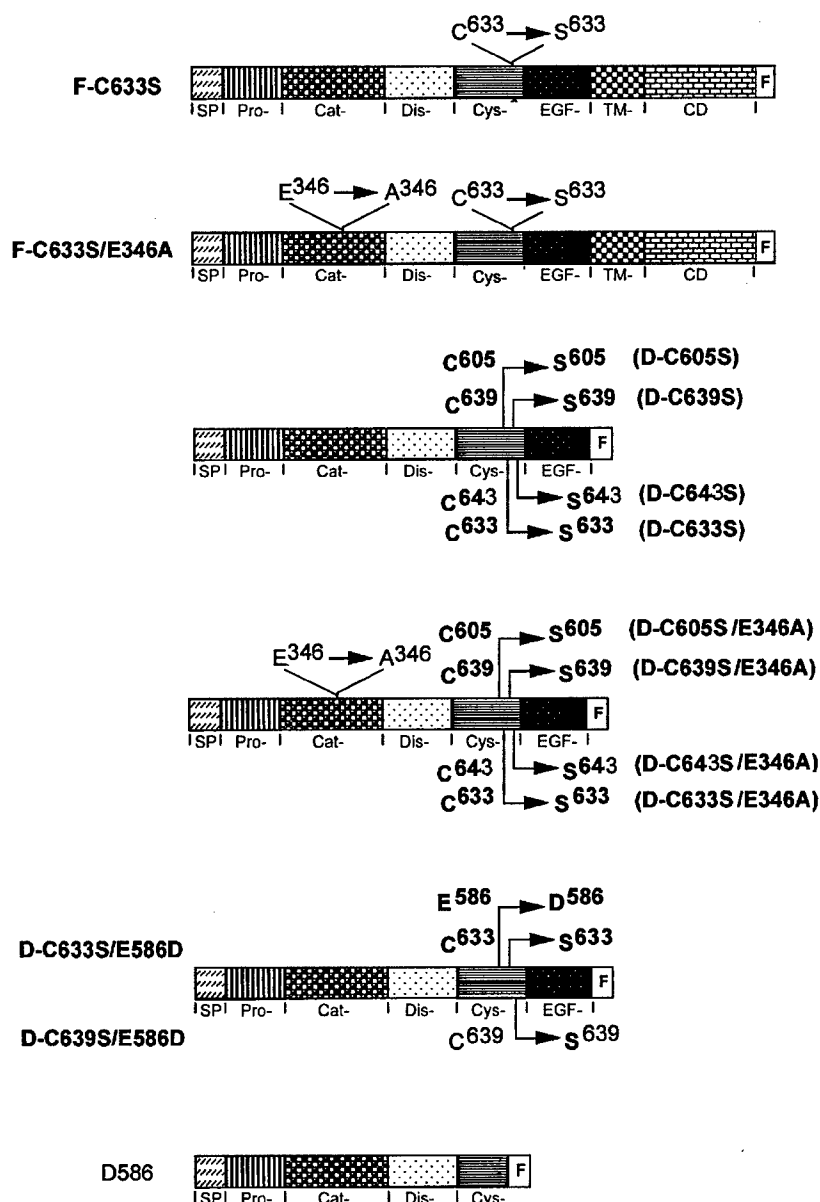 C633 S633
F-C633S
F
SP Pro- Cat- Dis- Cys- EGF- TM- CD
E346 A346 C633 S633
F-C633S/E346A
F
SP Pro- Cat- Dis- Cys- EGF- TM- CD
C605 S605 (D-C605S)
C639 S639 (D-C639S)
F
SP Pro- Cat- Dis- Cys- EGF-
C643 S643 (D-C643S)
C633 S633 (D-C633S)
C605 S605 (D-C605S/E346A)
E346 A346 C639 S639 (D-C639S/E346A)
F
SP Pro- Cat- Dis- Cys- EGF-
C643 S643 (D-C643S/E346A)
C633 S633 (D-C633S/E346A)
E586 D586
C633 S633
D-C633S/E586D
F
SP Pro- Cat- Dis- Cys- EGF-
D-C639S/E586D C639 S639
D586 F
SP Pro- Cat- Dis- Cys-